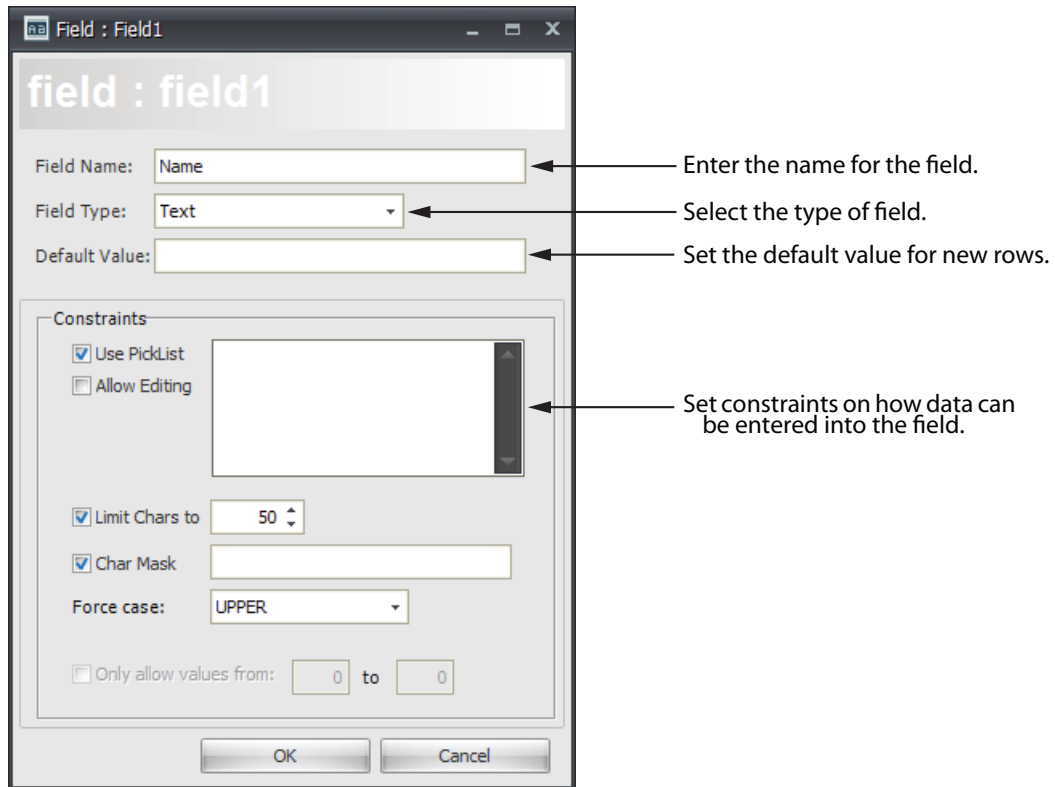 Field : Field1
field : field1
Field Name: Name
Enter the name for the field.
Field Type: Text
Select the type of field.
Default Value:
Set the default value for new rows.
Constraints
Use PickList
Allow Editing
Set constraints on how data can
be entered into the field.
Limit Chars to 50
Char Mask
Force case: UPPER
Only allow values from: 0 to 0
OK Cancel